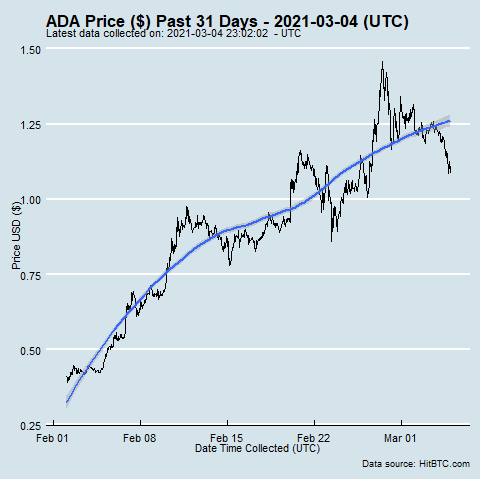 ADA Price ($) Past 31 Days - 2021-03-04 (UTC)
Latest data collected on: 2021-03-04 23:02:02 - UTC
1.50
1.25
1.00
0.75
0.50
0.25
Price USD ($)
Feb 01 Feb 08 Feb 15 Feb 22 Mar 01
Date Time Collected (UTC)
Data source: HitBTC.com